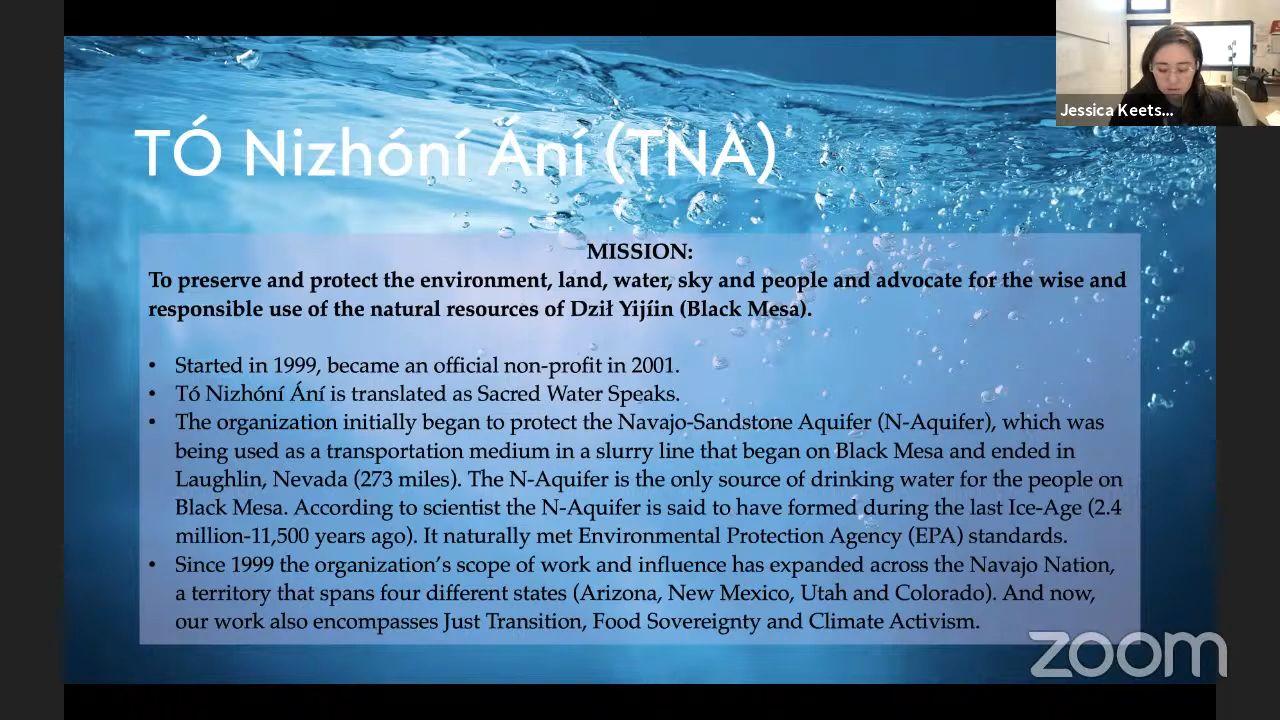 Jessica Keets...
TÓ Nizhóní Ání (TNA)
MISSION:
To preserve and protect the environment, land, water, sky and people and advocate for the wise and
responsible use of the natural resources of Dził Yijíin (Black Mesa).
• Started in 1999, became an official non-profit in 2001.
• Tó Nizhóní Ání is translated as Sacred Water Speaks.
• The organization initially began to protect the Navajo-Sandstone Aquifer (N-Aquifer), which was
being used as a transportation medium in a slurry line that began on Black Mesa and ended in
Laughlin, Nevada (273 miles). The N-Aquifer is the only source of drinking water for the people on
Black Mesa. According to scientist the N-Aquifer is said to have formed during the last Ice-Age (2.4
million-11,500 years ago). It naturally met Environmental Protection Agency (EPA) standards.
• Since 1999 the organization's scope of work and influence has expanded across the Navajo Nation,
a territory that spans four different states (Arizona, New Mexico, Utah and Colorado). And now,
our work also encompasses Just Transition, Food Sovereignty and Climate Activism.
zoom